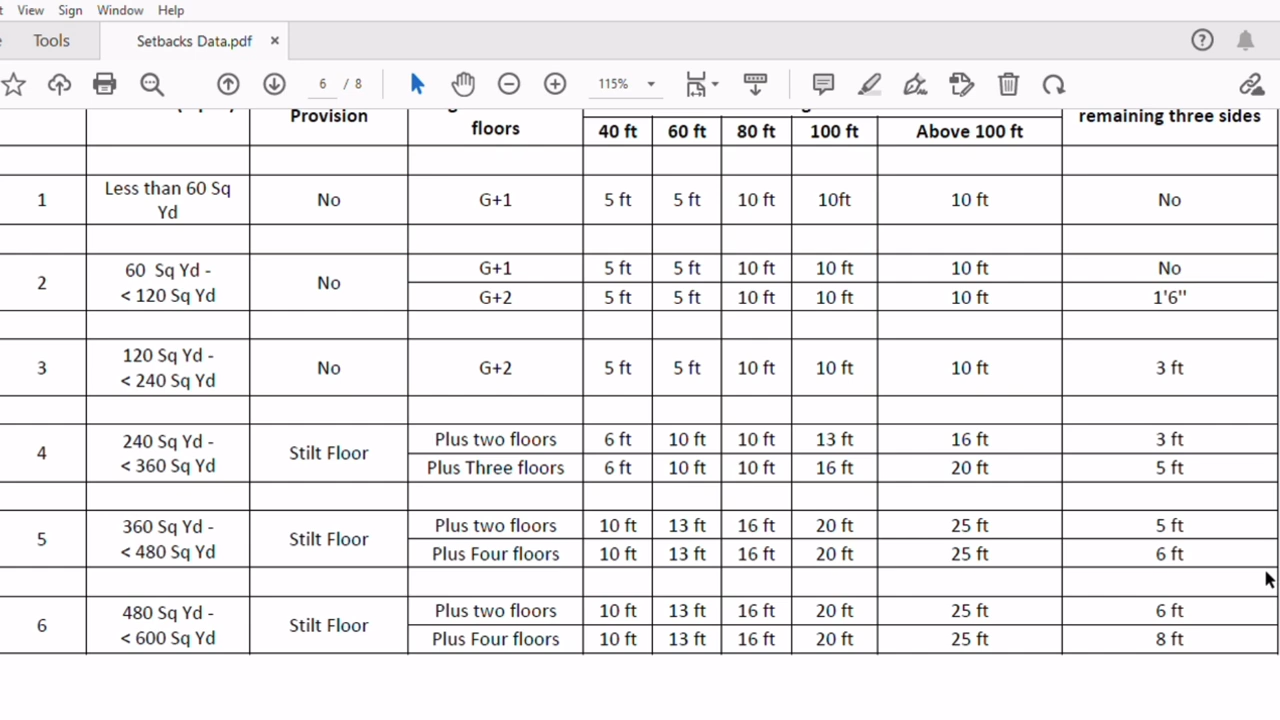 View Sign Window Help
Tools Setbacks Data.pdf ×
6 / 8 115%
Provision floors remaining three sides
40 ft 60 ft 80 ft 100 ft Above 100 ft
1 Less than 60 Sq Yd No G+1 5 ft 5 ft 10 ft 10ft 10 ft No
2 60 Sq Yd - < 120 Sq Yd No G+1 5 ft 5 ft 10 ft 10 ft 10 ft No
G+2 5 ft 5 ft 10 ft 10 ft 10 ft 1'6"
3 120 Sq Yd - < 240 Sq Yd No G+2 5 ft 5 ft 10 ft 10 ft 10 ft 3 ft
4 240 Sq Yd - < 360 Sq Yd Stilt Floor Plus two floors 6 ft 10 ft 10 ft 13 ft 16 ft 3 ft
Plus Three floors 6 ft 10 ft 10 ft 16 ft 20 ft 5 ft
5 360 Sq Yd - < 480 Sq Yd Stilt Floor Plus two floors 10 ft 13 ft 16 ft 20 ft 25 ft 5 ft
Plus Four floors 10 ft 13 ft 16 ft 20 ft 25 ft 6 ft
6 480 Sq Yd - < 600 Sq Yd Stilt Floor Plus two floors 10 ft 13 ft 16 ft 20 ft 25 ft 6 ft
Plus Four floors 10 ft 13 ft 16 ft 20 ft 25 ft 8 ft